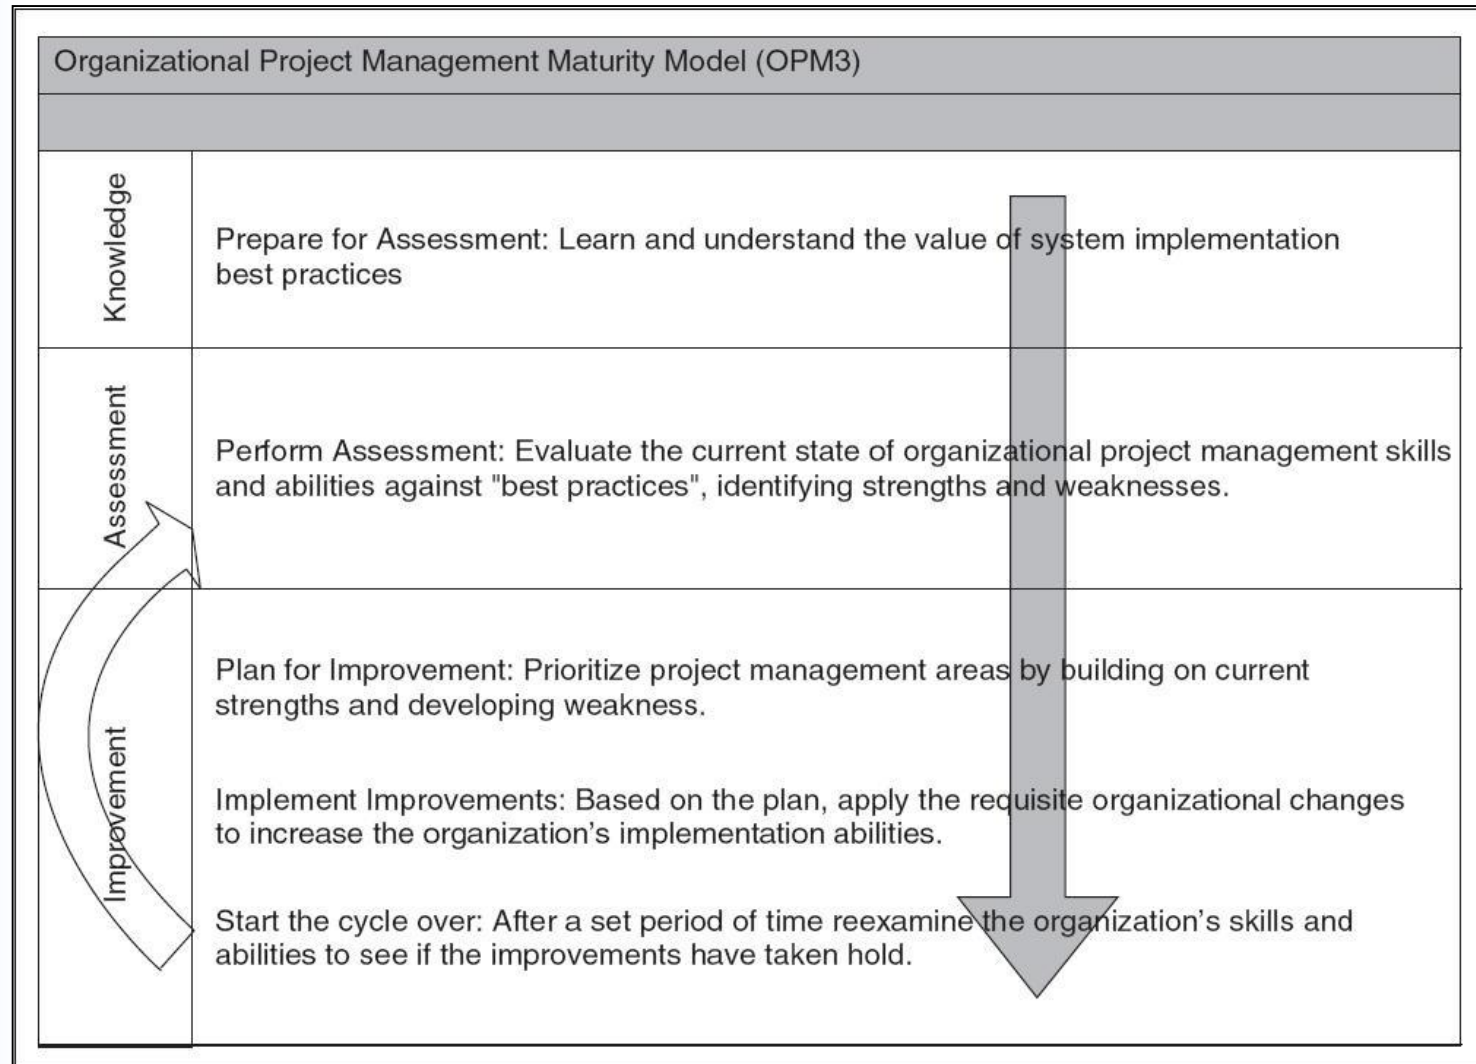 Organizational Project Management Maturity Model (OPM3)
Knowledge
Prepare for Assessment: Learn and understand the value of system implementation
best practices
Assessment
Perform Assessment: Evaluate the current state of organizational project management skills
and abilities against "best practices", identifying strengths and weaknesses.
Improvement
Plan for Improvement: Prioritize project management areas by building on current
strengths and developing weakness.
Implement Improvements: Based on the plan, apply the requisite organizational changes
to increase the organization’s implementation abilities.
Start the cycle over: After a set period of time reexamine the organization’s skills and
abilities to see if the improvements have taken hold.